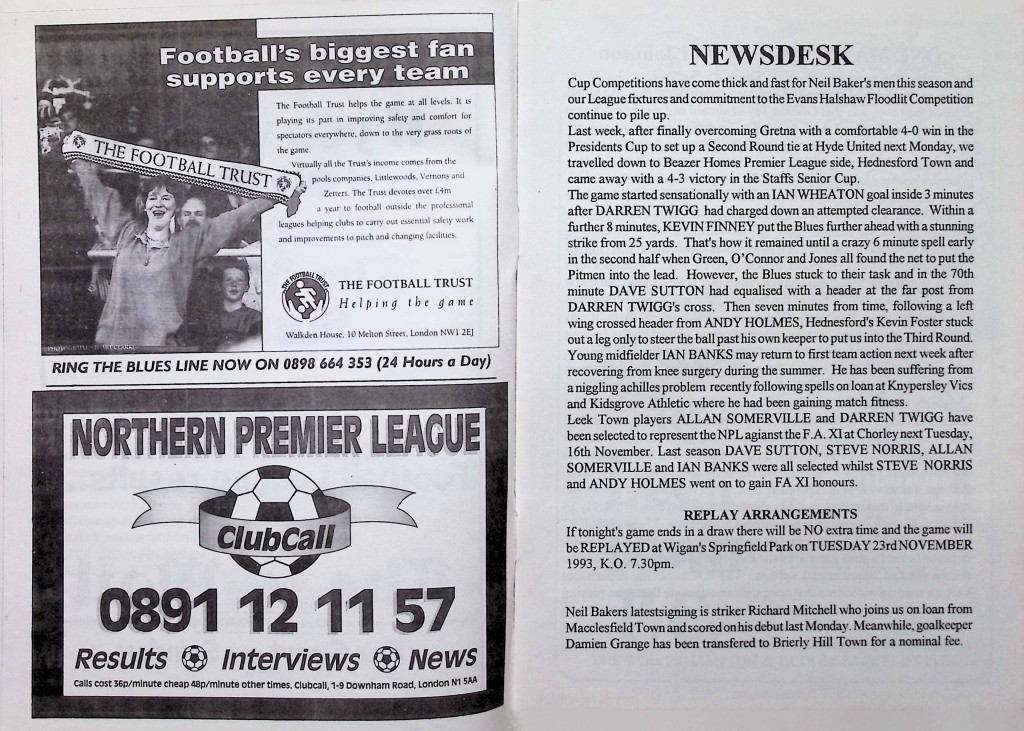 Football's biggest fan
supports every team
The Football Trust helps the game at all levels. It is
playing its part in improving safety and comfort for
spectators everywhere, down to the very grass roots of
the game.
Virtually all the Trust's income comes from the
pools companies, Littlewoods, Vernons and
Zetters. The Trust devotes over £4m
a year to football outside the professional
leagues helping clubs to carry out essential safety work
and improvements to pitch and changing facilities.
THE FOOTBALL TRUST
THE FOOTBALL TRUST
THE FOOTBALL TRUST
Helping the game
Walkden House, 10 Melton Street, London NW1 2EJ
RING THE BLUES LINE NOW ON 0898 664 353 (24 Hours a Day)
NORTHERN PREMIER LEAGUE
ClubCall
0891 12 11 57
Results Interviews News
Calls cost 36p/minute cheap 48p/minute other times. Clubcall, 1-9 Downham Road, London N1 5AA
NEWSDESK
Cup Competitions have come thick and fast for Neil Baker's men this season and
our League fixtures and commitment to the Evans Halshaw Floodlit Competition
continue to pile up.
Last week, after finally overcoming Gretna with a comfortable 4-0 win in the
Presidents Cup to set up a Second Round tie at Hyde United next Monday, we
travelled down to Beazer Homes Premier League side, Hednesford Town and
came away with a 4-3 victory in the Staffs Senior Cup.
The game started sensationally with an IAN WHEATON goal inside 3 minutes
after DARREN TWIGG had charged down an attempted clearance. Within a
further 8 minutes, KEVIN FINNEY put the Blues further ahead with a stunning
strike from 25 yards. That's how it remained until a crazy 6 minute spell early
in the second half when Green, O'Connor and Jones all found the net to put the
Pitmen into the lead. However, the Blues stuck to their task and in the 70th
minute DAVE SUTTON had equalised with a header at the far post from
DARREN TWIGG's cross. Then seven minutes from time, following a left
wing crossed header from ANDY HOLMES, Hednesford's Kevin Foster stuck
out a leg only to steer the ball past his own keeper to put us into the Third Round.
Young midfielder IAN BANKS may return to first team action next week after
recovering from knee surgery during the summer. He has been suffering from
a niggling achilles problem recently following spells on loan at Knypersley Vics
and Kidsgrove Athletic where he had been gaining match fitness.
Leek Town players ALLAN SOMERVILLE and DARREN TWIGG have
been selected to represent the NPL agianst the F.A. XI at Chorley next Tuesday,
16th November. Last season DAVE SUTTON, STEVE NORRIS, ALLAN
SOMERVILLE and IAN BANKS were all selected whilst STEVE NORRIS
and ANDY HOLMES went on to gain FA XI honours.
REPLAY ARRANGEMENTS
If tonight's game ends in a draw there will be NO extra time and the game will
be REPLAYED at Wigan's Springfield Park on TUESDAY 23rd NOVEMBER
1993, K.O. 7.30pm.
Neil Bakers latestsigning is striker Richard Mitchell who joins us on loan from
Macclesfield Town and scored on his debut last Monday. Meanwhile, goalkeeper
Damien Grange has been transfered to Brierly Hill Town for a nominal fee.